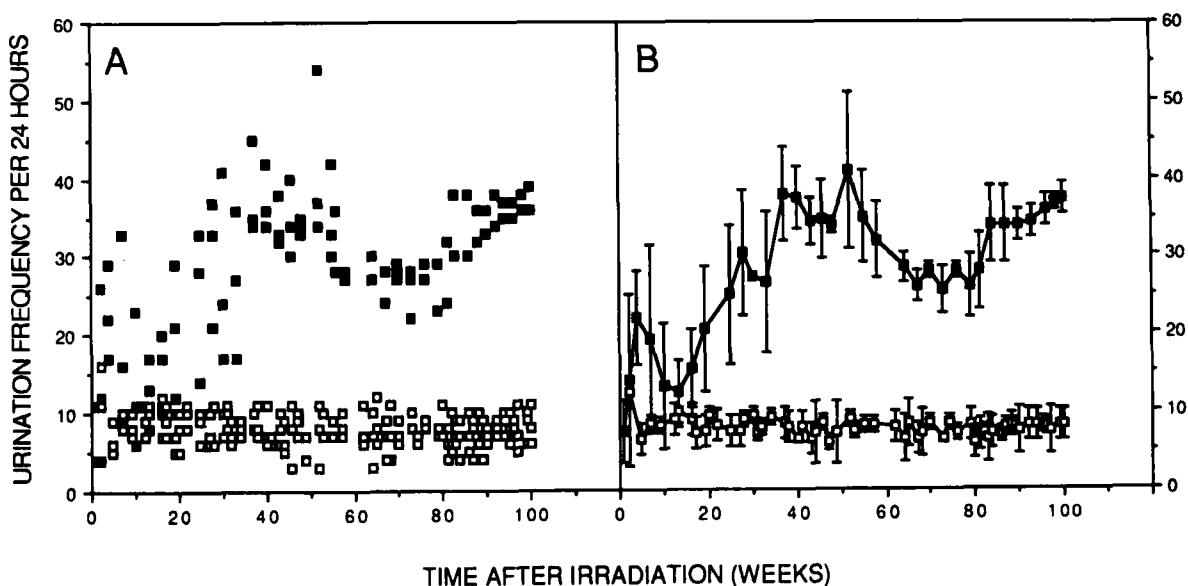 URINATION FREQUENCY PER 24 HOURS
A
B
60
50
40
30
20
10
0
60
50
40
30
20
10
0
0 20 40 60 80 100
0 20 40 60 80 100
TIME AFTER IRRADIATION (WEEKS)